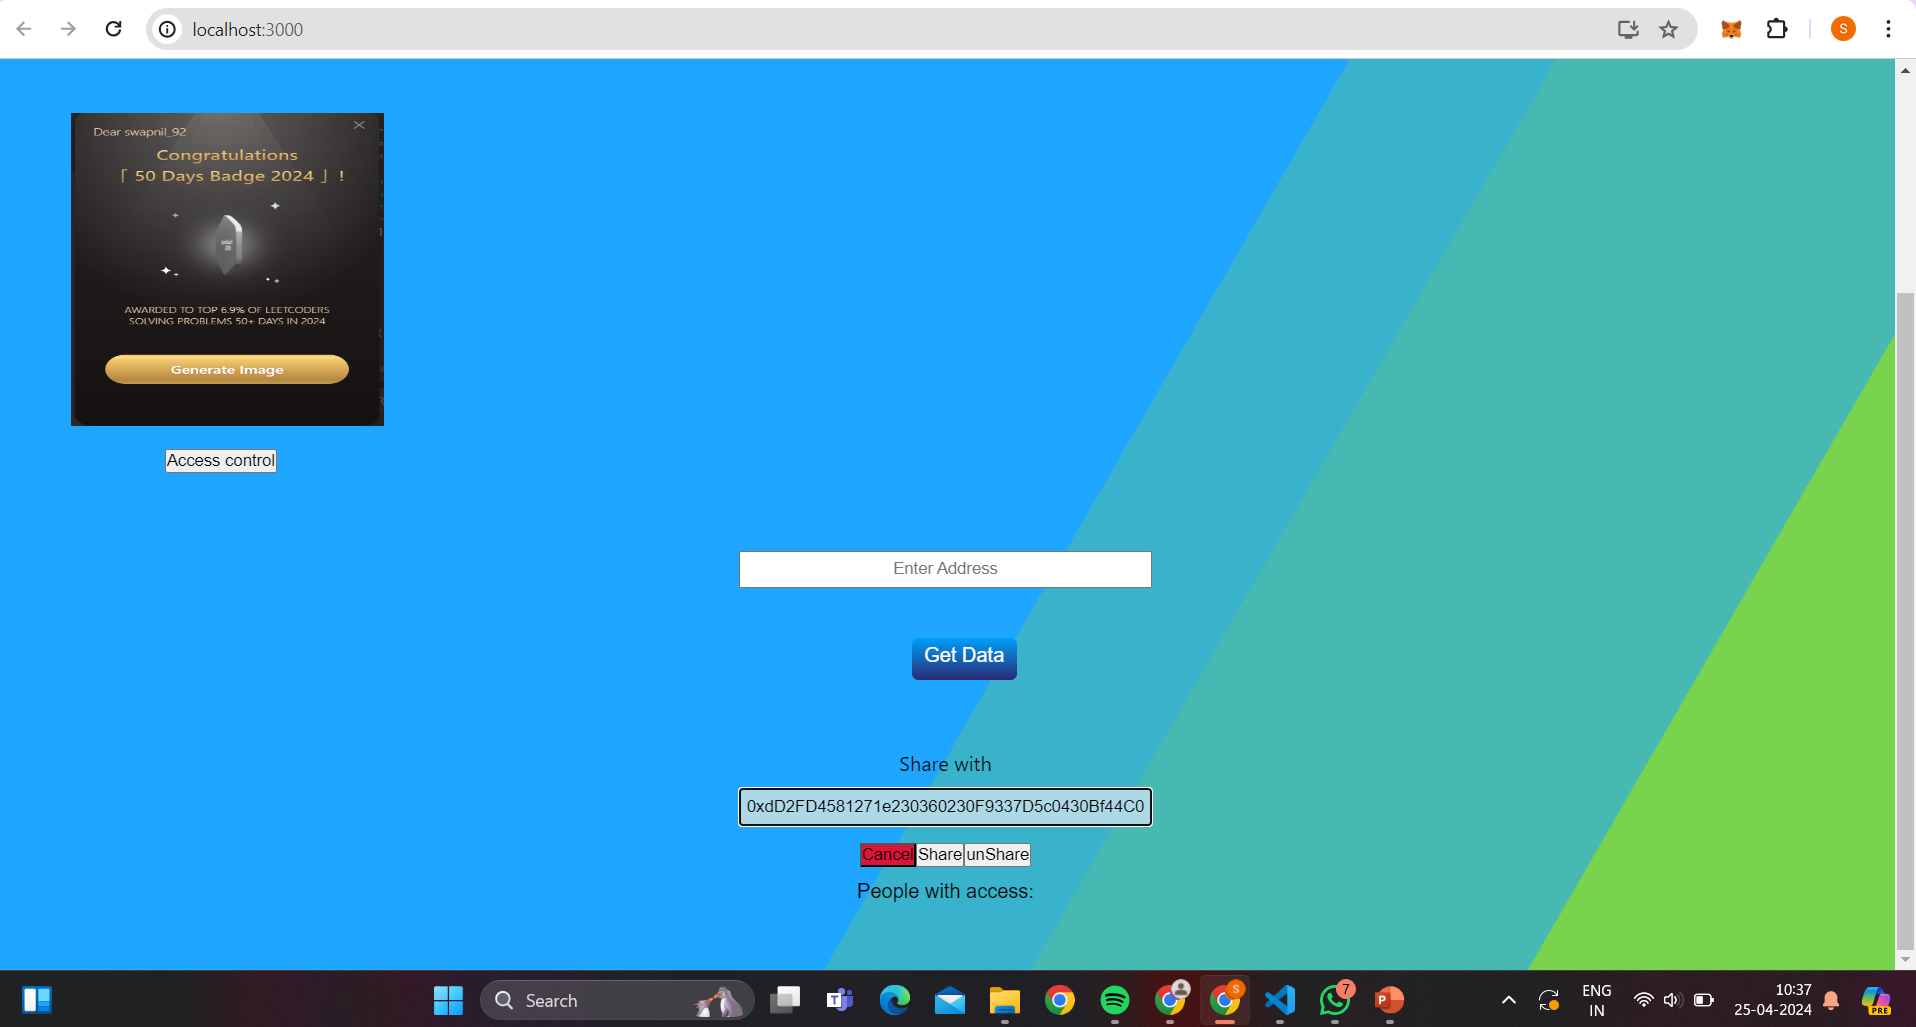 localhost:3000
S
Dear swapnil_92
Congratulations
「 50 Days Badge 2024 」 !
AWARDED TO TOP 6.9% OF LEETCODERS
SOLVING PROBLEMS 50+ DAYS IN 2024
Generate Image
Access control
Enter Address
Get Data
Share with
0xdD2FD4581271e230360230F9337D5c0430Bf44C0
Cancel Share unShare
People with access:
Search
T
S
7
P
ENG
IN
10:37
25-04-2024
PRE